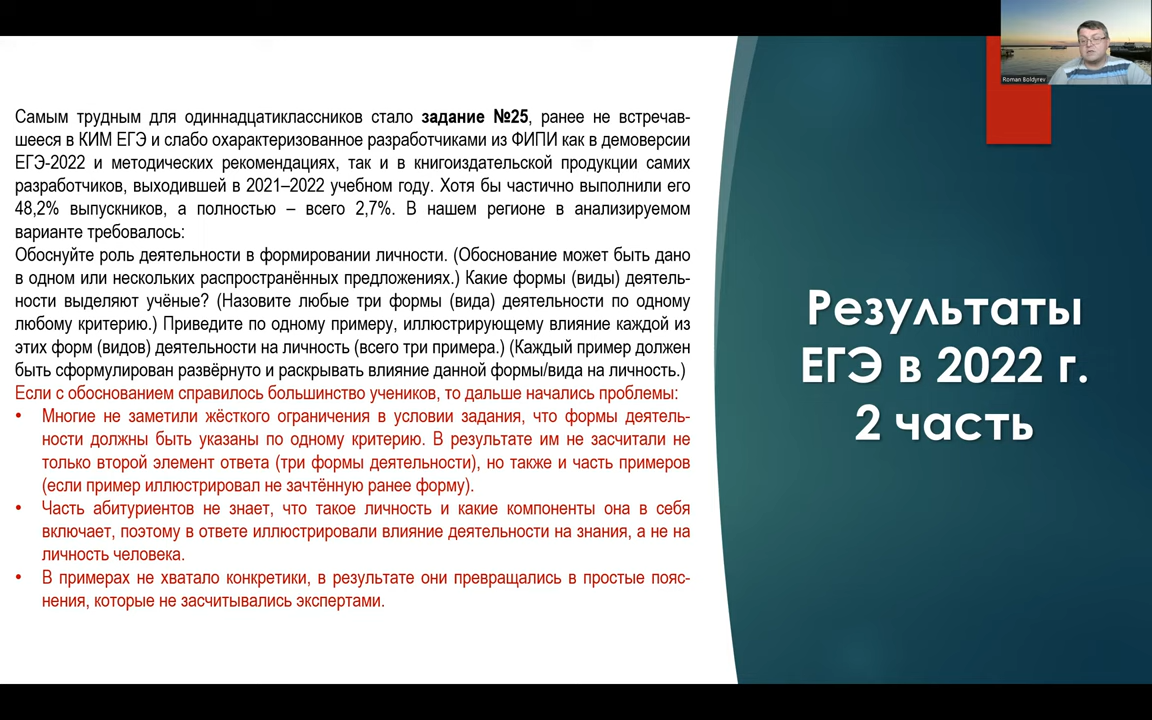 Roman Boldyrev
Самым трудным для одиннадцатиклассников стало задание №25, ранее не встречав-
шееся в КИМ ЕГЭ и слабо охарактеризованное разработчиками из ФИПИ как в демоверсии
ЕГЭ-2022 и методических рекомендациях, так и в книгоиздательской продукции самих
разработчиков, выходившей в 2021–2022 учебном году. Хотя бы частично выполнили его
48,2% выпускников, а полностью – всего 2,7%. В нашем регионе в анализируемом
варианте требовалось:
Обоснуйте роль деятельности в формировании личности. (Обоснование может быть дано
в одном или нескольких распространённых предложениях.) Какие формы (виды) деятель-
ности выделяют учёные? (Назовите любые три формы (вида) деятельности по одному
любому критерию.) Приведите по одному примеру, иллюстрирующему влияние каждой из
этих форм (видов) деятельности на личность (всего три примера.) (Каждый пример должен
быть сформулирован развёрнуто и раскрывать влияние данной формы/вида на личность.)
Если с обоснованием справилось большинство учеников, то дальше начались проблемы:
• Многие не заметили жёсткого ограничения в условии задания, что формы деятель-
ности должны быть указаны по одному критерию. В результате им не засчитали не
только второй элемент ответа (три формы деятельности), но также и часть примеров
(если пример иллюстрировал не зачтённую ранее форму).
• Часть абитуриентов не знает, что такое личность и какие компоненты она в себя
включает, поэтому в ответе иллюстрировали влияние деятельности на знания, а не на
личность человека.
• В примерах не хватало конкретики, в результате они превращались в простые пояс-
нения, которые не засчитывались экспертами.
Результаты
ЕГЭ в 2022 г.
2 часть